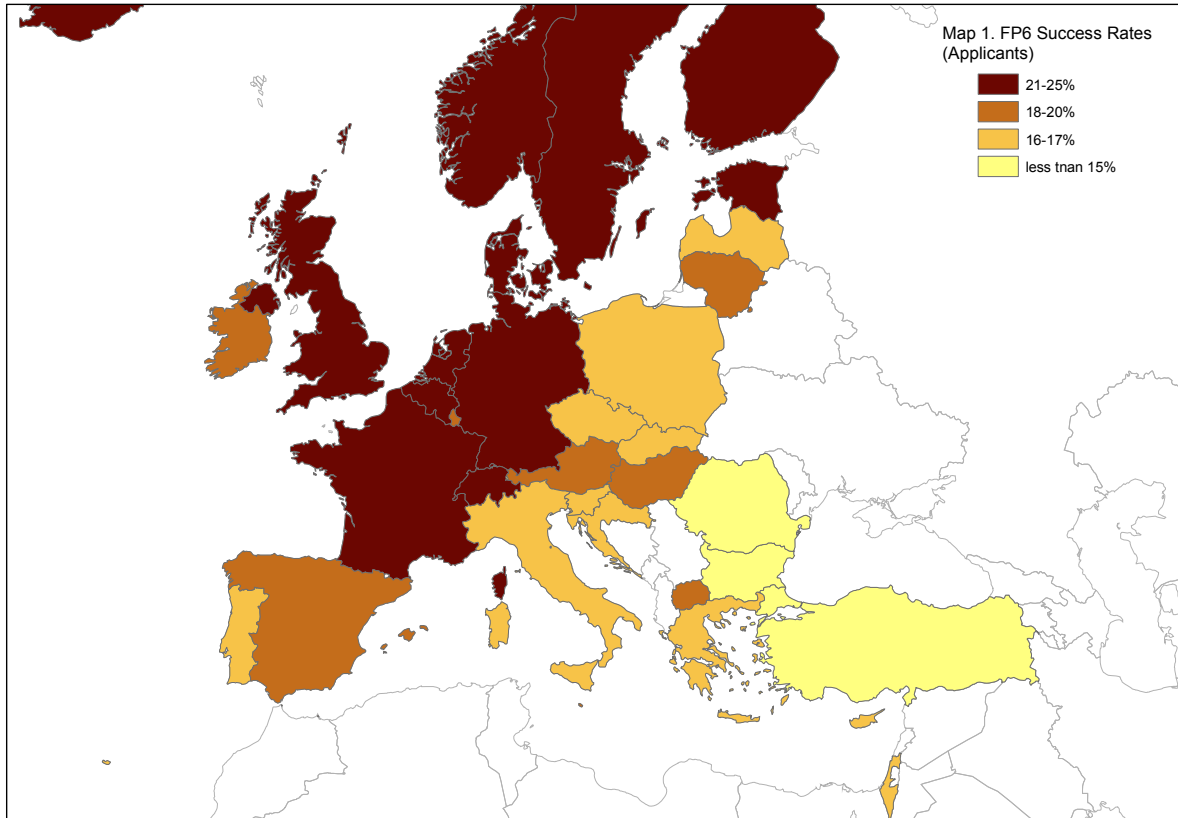 Map 1. FP6 Success Rates
(Applicants)
21-25%
18-20%
16-17%
less tnan 15%